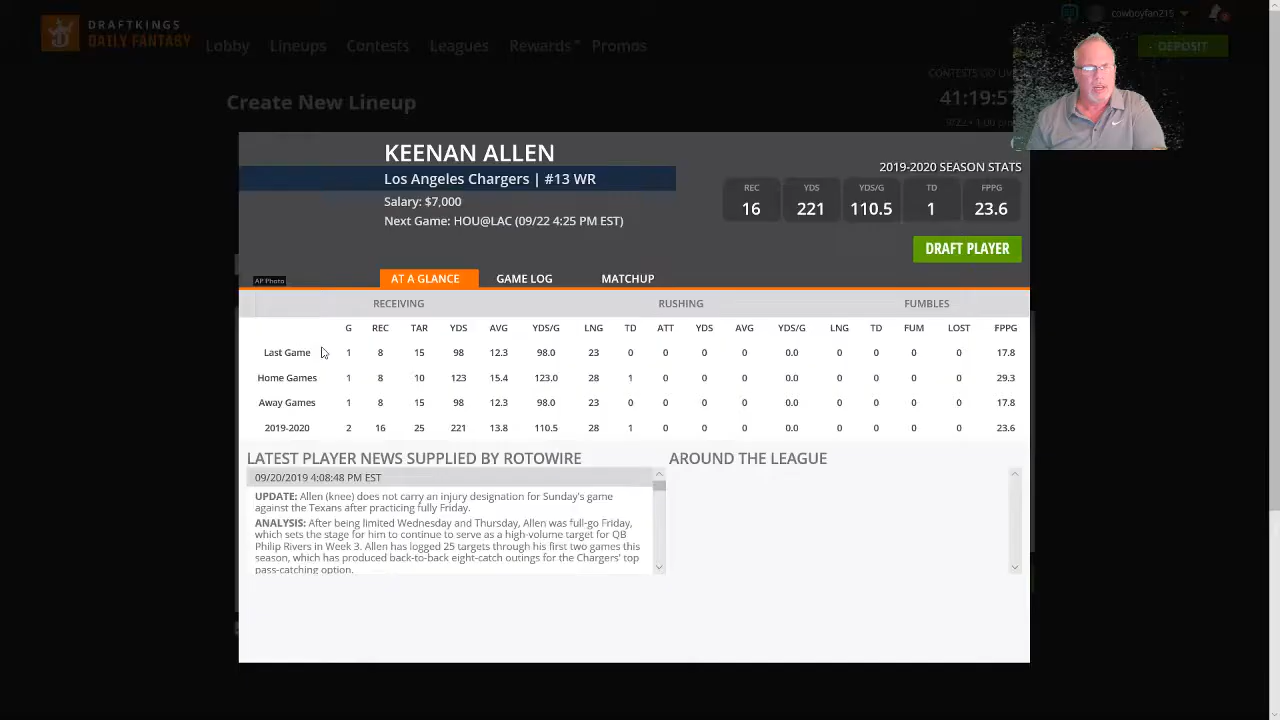 DRAFTKINGS
DAILY FANTASY
Lobby Lineups Contests Leagues Rewards Promos
cowboyfan215
DEPOSIT
Create New Lineup
41:19:57
KEENAN ALLEN
Los Angeles Chargers | #13 WR
Salary: $7,000
Next Game: HOU@LAC (09/22 4:25 PM EST)
2019-2020 SEASON STATS
REC YDS YDS/G TD FPPG
16 221 110.5 1 23.6
DRAFT PLAYER
AP Photo
AT A GLANCE GAME LOG MATCHUP
RECEIVING RUSHING FUMBLES
G REC TAR YDS AVG YDS/G LNG TD ATT YDS AVG YDS/G LNG TD FUM LOST FPPG
Last Game 1 8 15 98 12.3 98.0 23 0 0 0 0 0.0 0 0 0 0 17.8
Home Games 1 8 10 123 15.4 123.0 28 1 0 0 0 0.0 0 0 0 0 29.3
Away Games 1 8 15 98 12.3 98.0 23 0 0 0 0 0.0 0 0 0 0 17.8
2019-2020 2 16 25 221 13.8 110.5 28 1 0 0 0 0.0 0 0 0 0 23.6
LATEST PLAYER NEWS SUPPLIED BY ROTOWIRE
AROUND THE LEAGUE
09/20/2019 4:08:48 PM EST
UPDATE: Allen (knee) does not carry an injury designation for Sunday's game
against the Texans after practicing fully Friday.
ANALYSIS: After being limited Wednesday and Thursday, Allen was full-go Friday,
which sets the stage for him to continue to serve as a high-volume target for QB
Philip Rivers in Week 3. Allen has logged 25 targets through his first two games this
season, which has produced back-to-back eight-catch outings for the Chargers' top
pass-catching option.